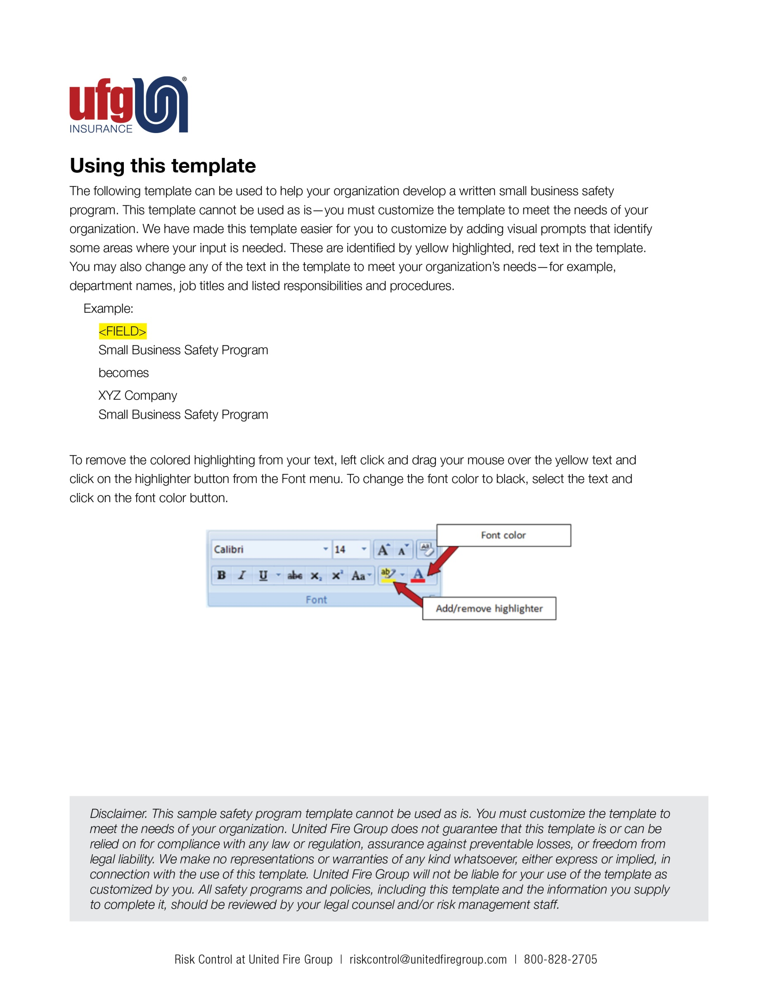 ufg ®
INSURANCE
Using this template
The following template can be used to help your organization develop a written small business safety
program. This template cannot be used as is—you must customize the template to meet the needs of your
organization. We have made this template easier for you to customize by adding visual prompts that identify
some areas where your input is needed. These are identified by yellow highlighted, red text in the template.
You may also change any of the text in the template to meet your organization’s needs—for example,
department names, job titles and listed responsibilities and procedures.
Example:
<FIELD>
Small Business Safety Program
becomes
XYZ Company
Small Business Safety Program
To remove the colored highlighting from your text, left click and drag your mouse over the yellow text and
click on the highlighter button from the Font menu. To change the font color to black, select the text and
click on the font color button.
Font color
Calibri 14 A A Aa
B I U abc x₂ x² Aa ab A
Font
Add/remove highlighter
Disclaimer. This sample safety program template cannot be used as is. You must customize the template to
meet the needs of your organization. United Fire Group does not guarantee that this template is or can be
relied on for compliance with any law or regulation, assurance against preventable losses, or freedom from
legal liability. We make no representations or warranties of any kind whatsoever, either express or implied, in
connection with the use of this template. United Fire Group will not be liable for your use of the template as
customized by you. All safety programs and policies, including this template and the information you supply
to complete it, should be reviewed by your legal counsel and/or risk management staff.
Risk Control at United Fire Group | riskcontrol@unitedfiregroup.com | 800-828-2705